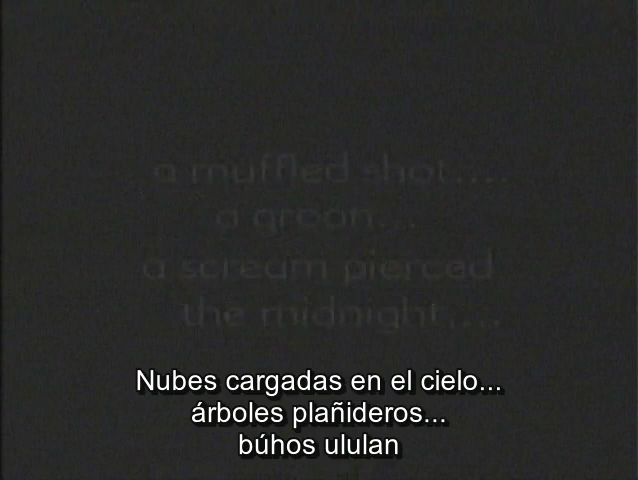 a muffled shot....
a groan...
a scream pierced
the midnight....
Nubes cargadas en el cielo...
árboles plañideros...
búhos ululan